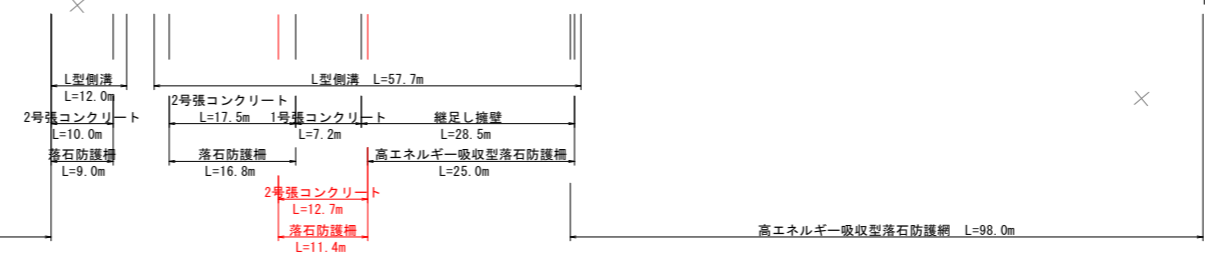 L型側溝
L=12.0m
L型側溝 L=57.7m
2号張コンクリート
L=10.0m
2号張コンクリート
L=17.5m
1号張コンクリート
L=7.2m
継足し擁壁
L=28.5m
落石防護柵
L=9.0m
落石防護柵
L=16.8m
高エネルギー吸収型落石防護柵
L=25.0m
2号張コンクリート
L=12.7m
落石防護柵
L=11.4m
高エネルギー吸収型落石防護網 L=98.0m